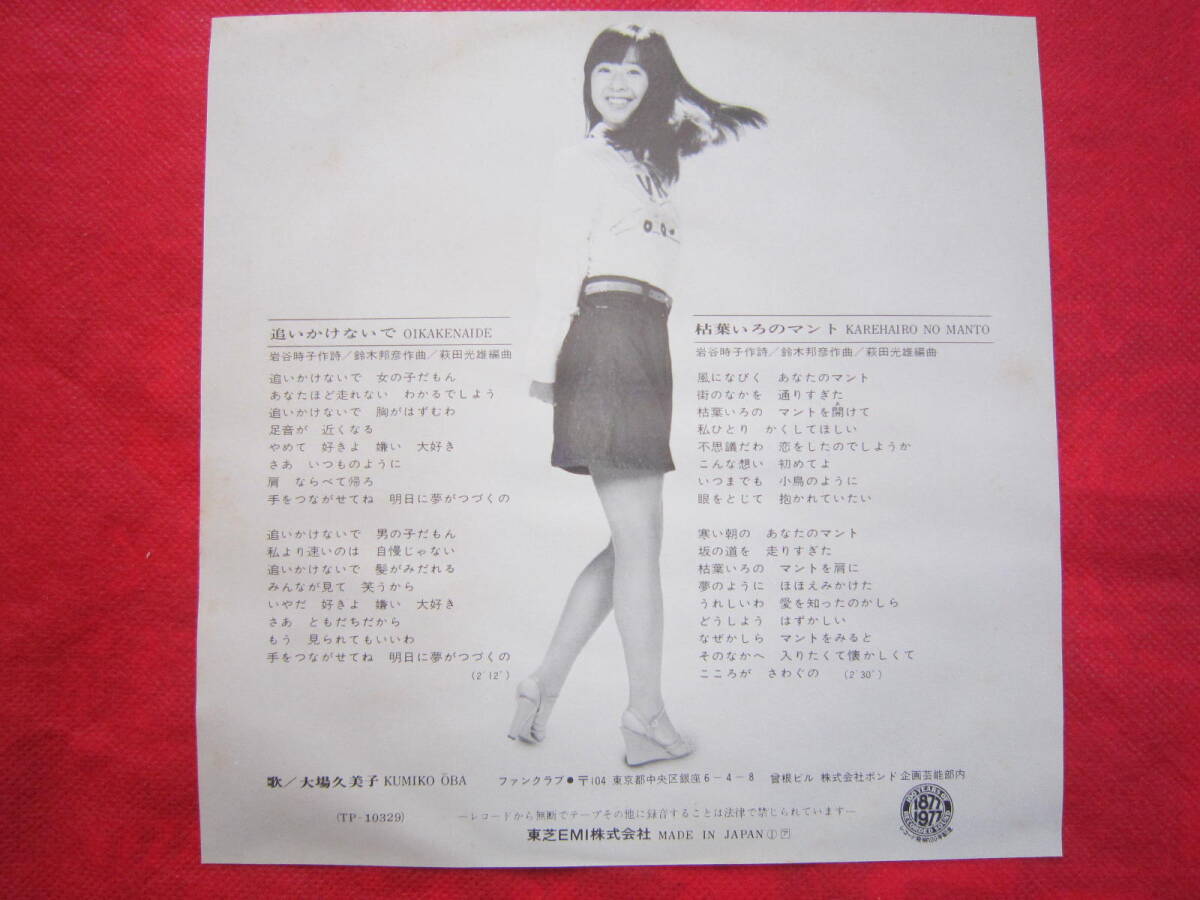 追いかけないで OIKAKENAIDE
岩谷時子作詩／鈴木邦彦作曲／萩田光雄編曲
追いかけないで 女の子だもん
あなたほど走れない わかるでしよう
追いかけないで 胸がはずむわ
足音が 近くなる
やめて 好きよ 嫌い 大好き
さあ いつものように
肩 ならべて帰ろ
手をつながせてね 明日に夢がつづくの
追いかけないで 男の子だもん
私より速いのは 自慢じゃない
追いかけないで 髪がみだれる
みんなが見て 笑うから
いやだ 好きよ 嫌い 大好き
さあ ともだちだから
もう 見られてもいいわ
手をつながせてね 明日に夢がつづくの
(2'12")
枯葉いろのマント KAREHAIRO NO MANTO
岩谷時子作詩／鈴木邦彦作曲／萩田光雄編曲
風になびく あなたのマント
街のなかを 通りすぎた
枯葉いろの マントを開けて
私ひとり かくしてほしい
不思議だわ 恋をしたのでしようか
こんな想い 初めてよ
いつまでも 小鳥のように
眼をとじて 抱かれていたい
寒い朝の あなたのマント
坂の道を 走りすぎた
枯葉いろの マントを肩に
夢のように ほほえみかけた
うれしいわ 愛を知ったのかしら
どうしよう はずかしい
なぜかしら マントをみると
そのなかへ 入りたくて懐かしくて
こころが さわぐの (2'30")
歌／大場久美子 KUMIKO ŌBA
ファンクラブ●〒104 東京都中央区銀座6−4−8 曽根ビル 株式会社ボンド企画芸能部内
(TP-10329)
—レコードから無断でテープその他に録音することは法律で禁じられています—
東芝EMI株式会社 MADE IN JAPAN Ⓘ ア
100 YEARS OF
1877
1977
RECORDED SOUND
レコード発明100年記念